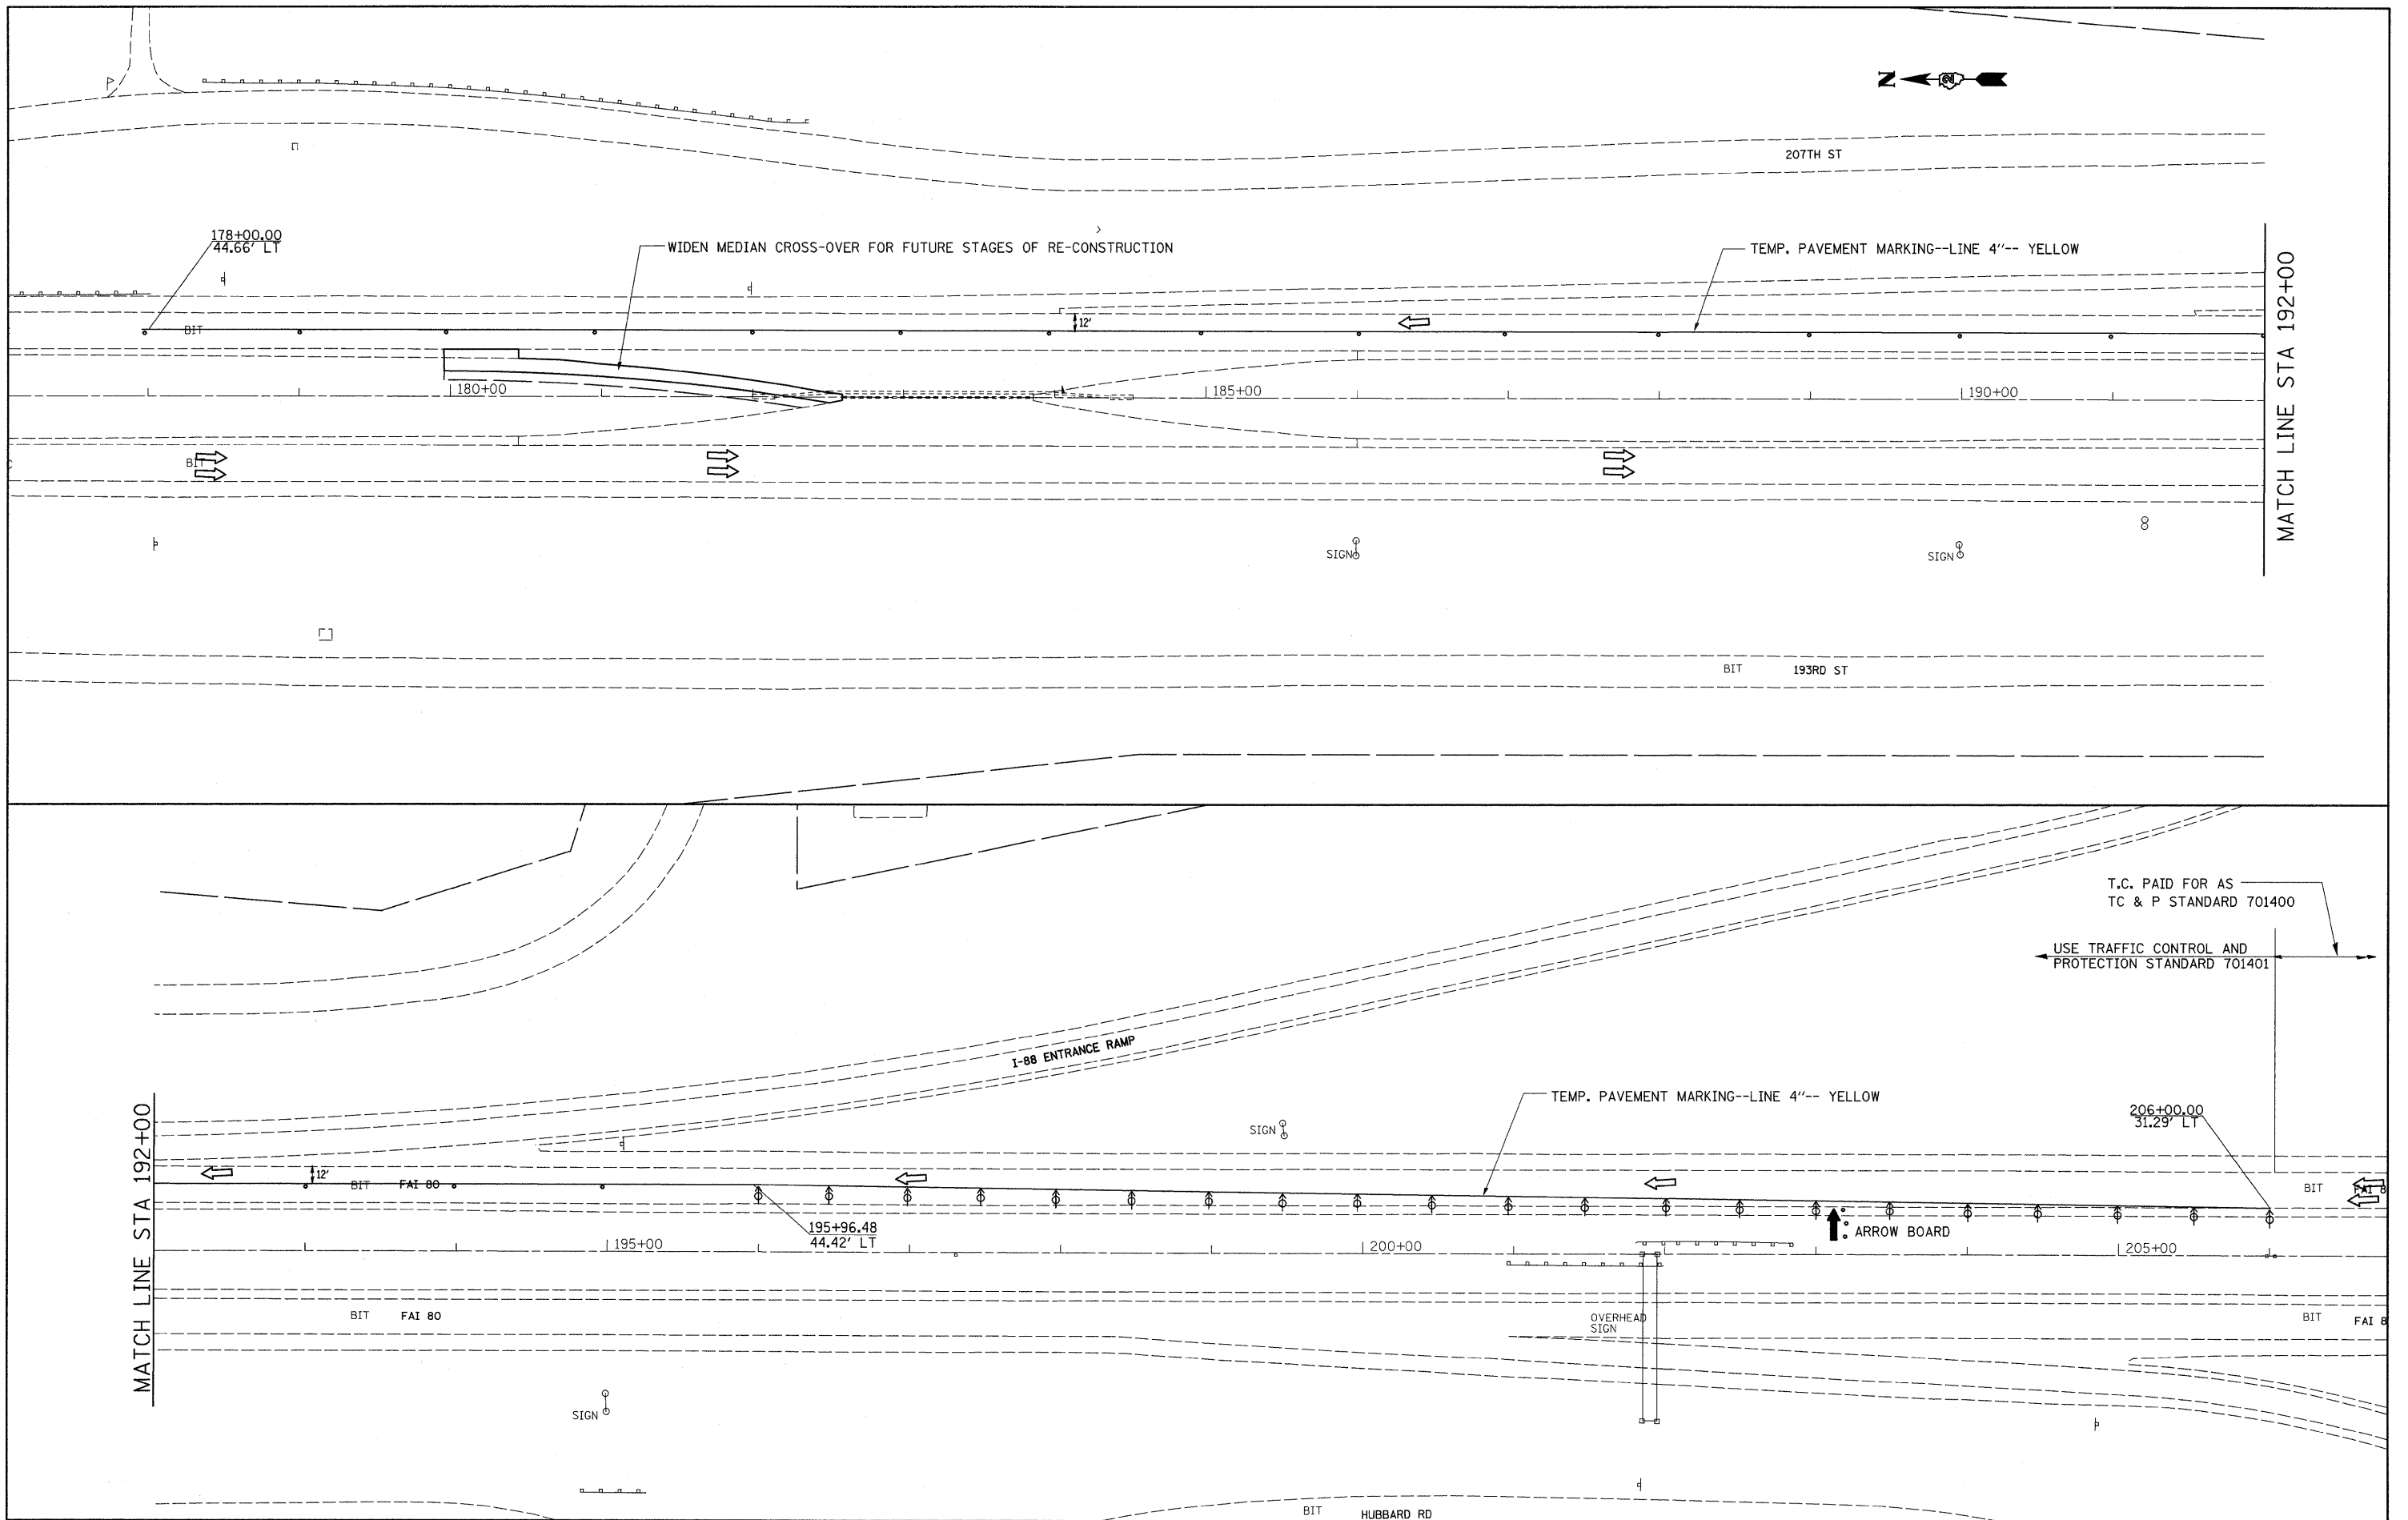 N
207TH ST
178+00.00
44.66' LT
WIDEN MEDIAN CROSS-OVER FOR FUTURE STAGES OF RE-CONSTRUCTION
TEMP. PAVEMENT MARKING--LINE 4"-- YELLOW
MATCH LINE STA 192+00
BIT
12'
180+00
185+00
190+00
BIT
SIGN
SIGN
BIT
193RD ST
T.C. PAID FOR AS
TC & P STANDARD 701400
USE TRAFFIC CONTROL AND
PROTECTION STANDARD 701401
I-88 ENTRANCE RAMP
TEMP. PAVEMENT MARKING--LINE 4"-- YELLOW
206+00.00
31.29' LT
SIGN
MATCH LINE STA 192+00
12'
BIT
FAI 80
BIT
FAI 8
195+96.48
44.42' LT
ARROW BOARD
195+00
200+00
205+00
BIT
FAI 80
OVERHEAD
SIGN
BIT
FAI 8
SIGN
BIT
HUBBARD RD